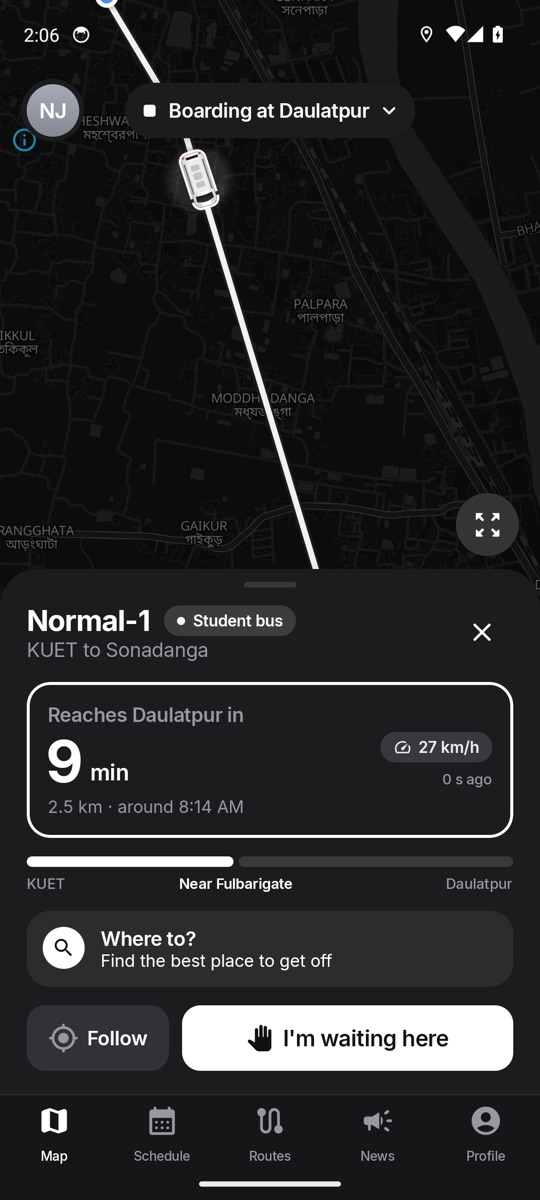 সেনেপাড়া
2:06
NJ
Boarding at Daulatpur
PALPARA
পালপাড়া
GAIKUR
গাইকুড়
RANGGHATA
আড়ংঘাটা
Normal-1
Student bus
KUET to Sonadanga
Reaches Daulatpur in
9 min
27 km/h
0 s ago
2.5 km · around 8:14 AM
KUET
Near Fulbarigate
Daulatpur
Where to?
Find the best place to get off
Follow
I'm waiting here
Map
Schedule
Routes
News
Profile